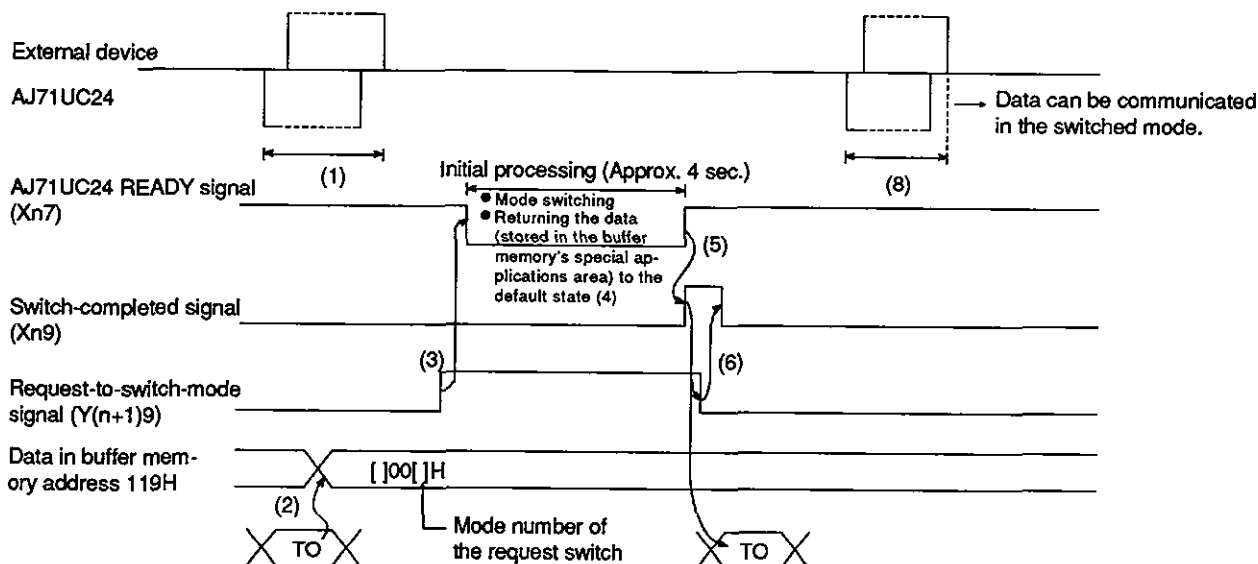 External device
AJ71UC24
Data can be communicated
in the switched mode.
(1)
(8)
Initial processing (Approx. 4 sec.)
AJ71UC24 READY signal
(Xn7)
● Mode switching
● Returning the data
(stored in the buffer
memory's special ap-
plications area) to the
default state (4)
(5)
Switch-completed signal
(Xn9)
(3)
(6)
Request-to-switch-mode
signal (Y(n+1)9)
Data in buffer mem-
ory address 119H
[ ]00[ ]H
(2)
Mode number of
the request switch
TO
TO